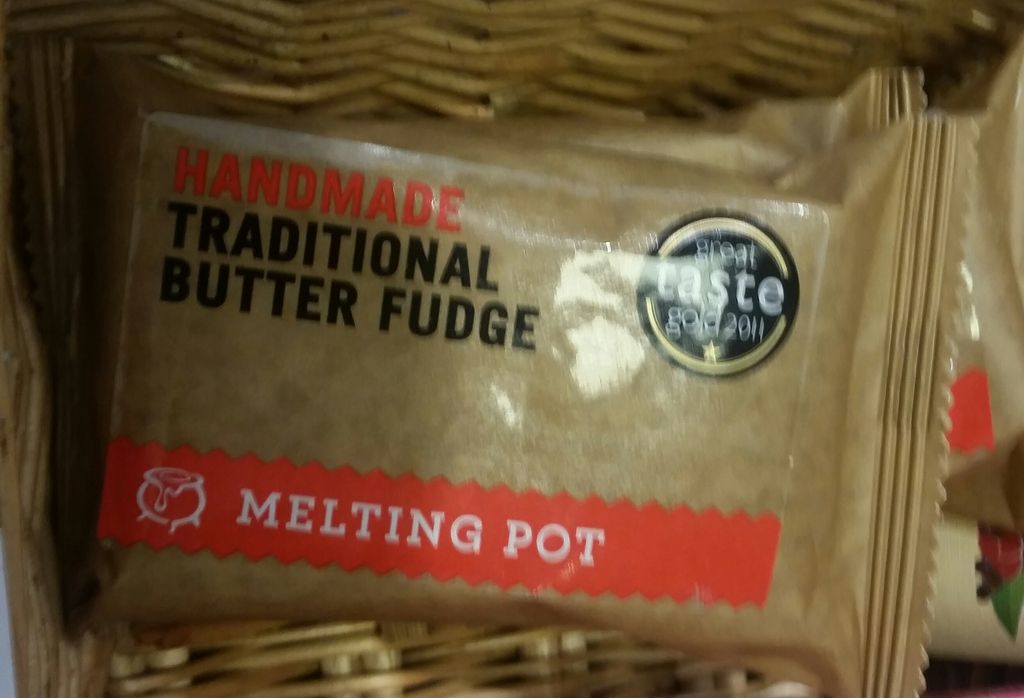 HANDMADE
TRADITIONAL
BUTTER FUDGE
great
taste
gold 2011
MELTING POT